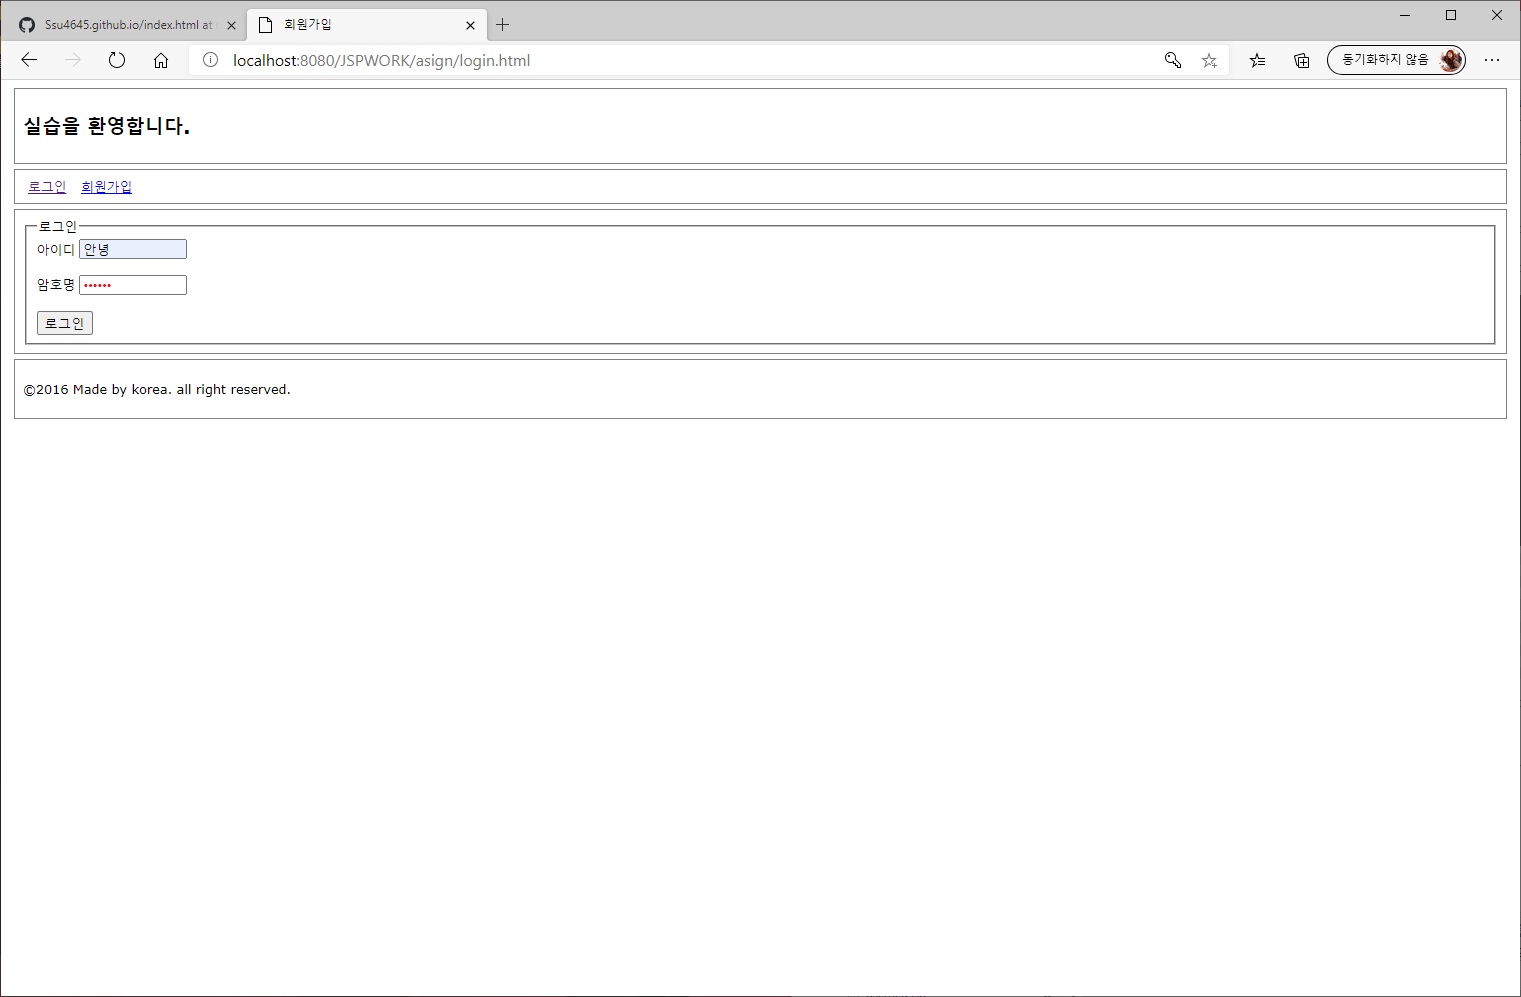 Ssu4645.github.io/index.html at
회원가입
localhost:8080/JSPWORK/asign/login.html
동기화하지 않음
실습을 환영합니다.
로그인 회원가입
로그인
아이디 안녕
암호명 ••••••
로그인
©2016 Made by korea. all right reserved.